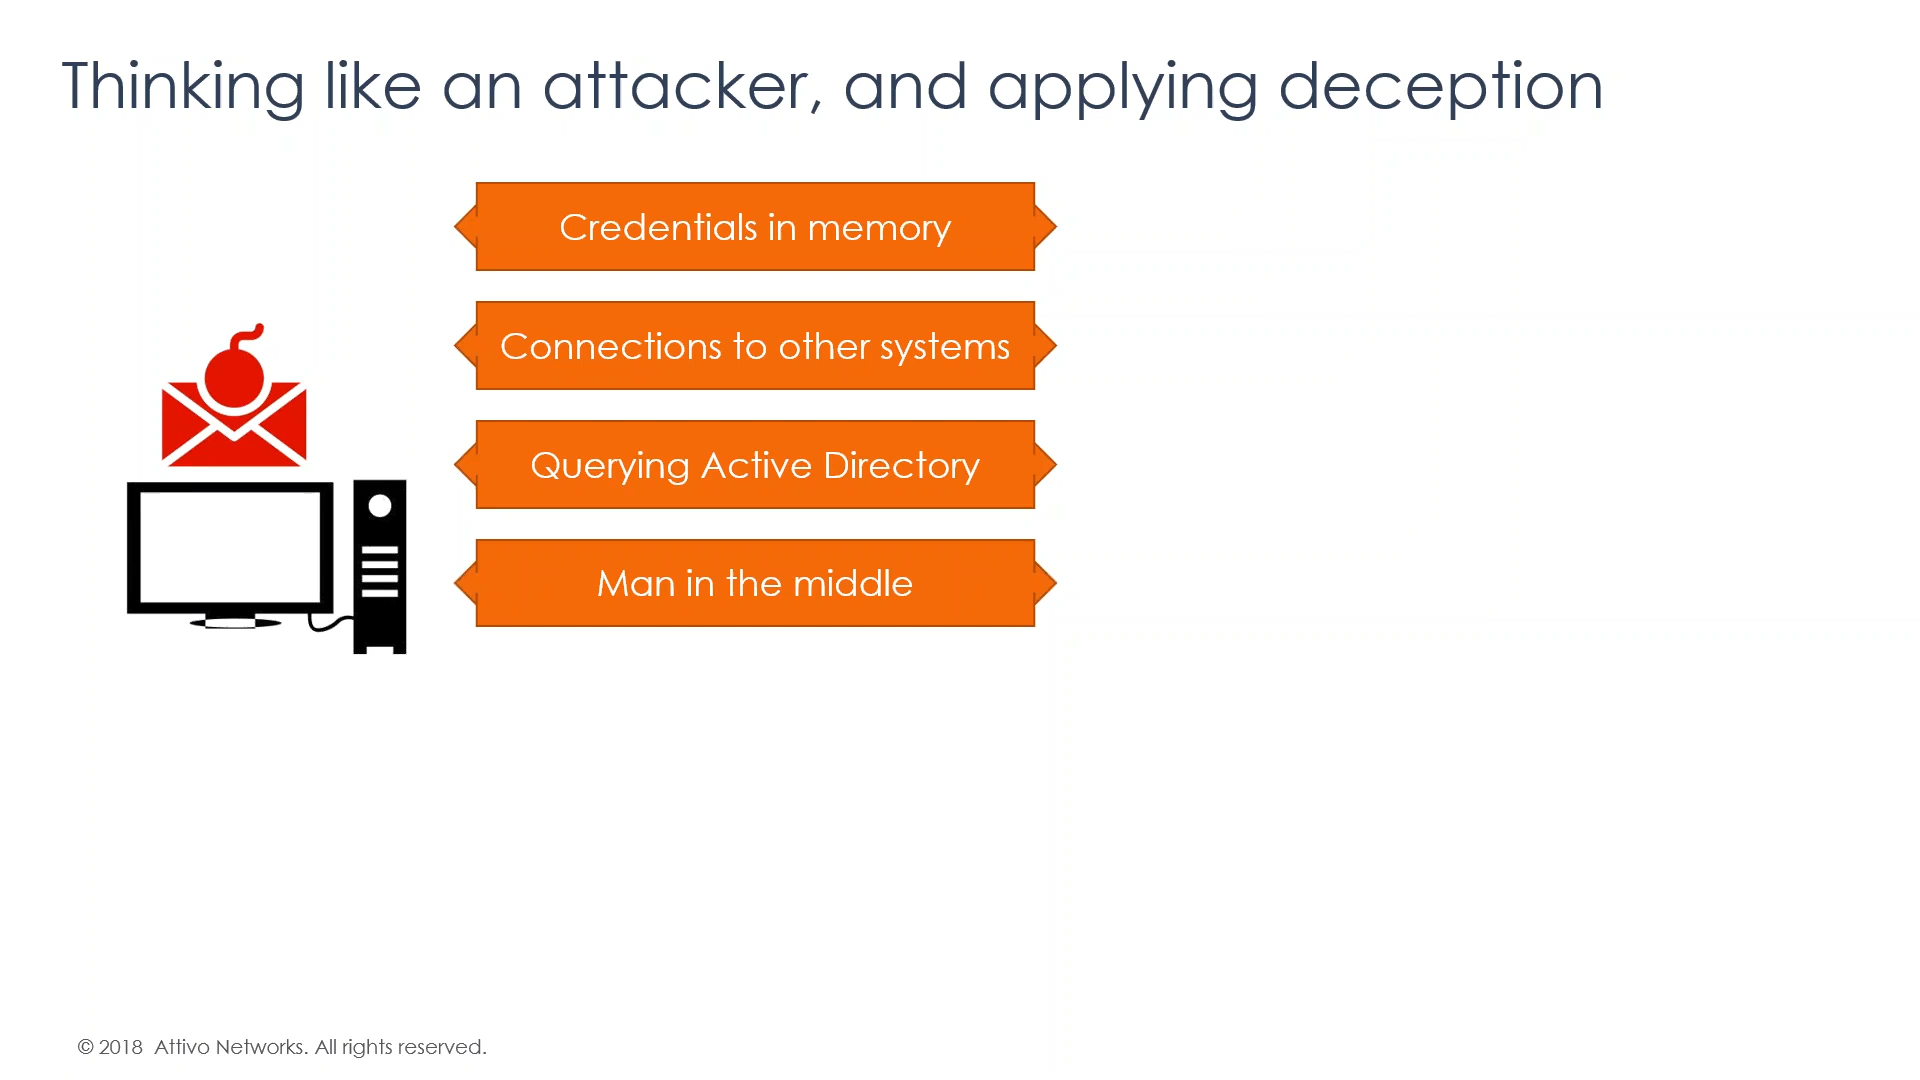 Thinking like an attacker, and applying deception
Credentials in memory
Connections to other systems
Querying Active Directory
Man in the middle
© 2018 Attivo Networks. All rights reserved.